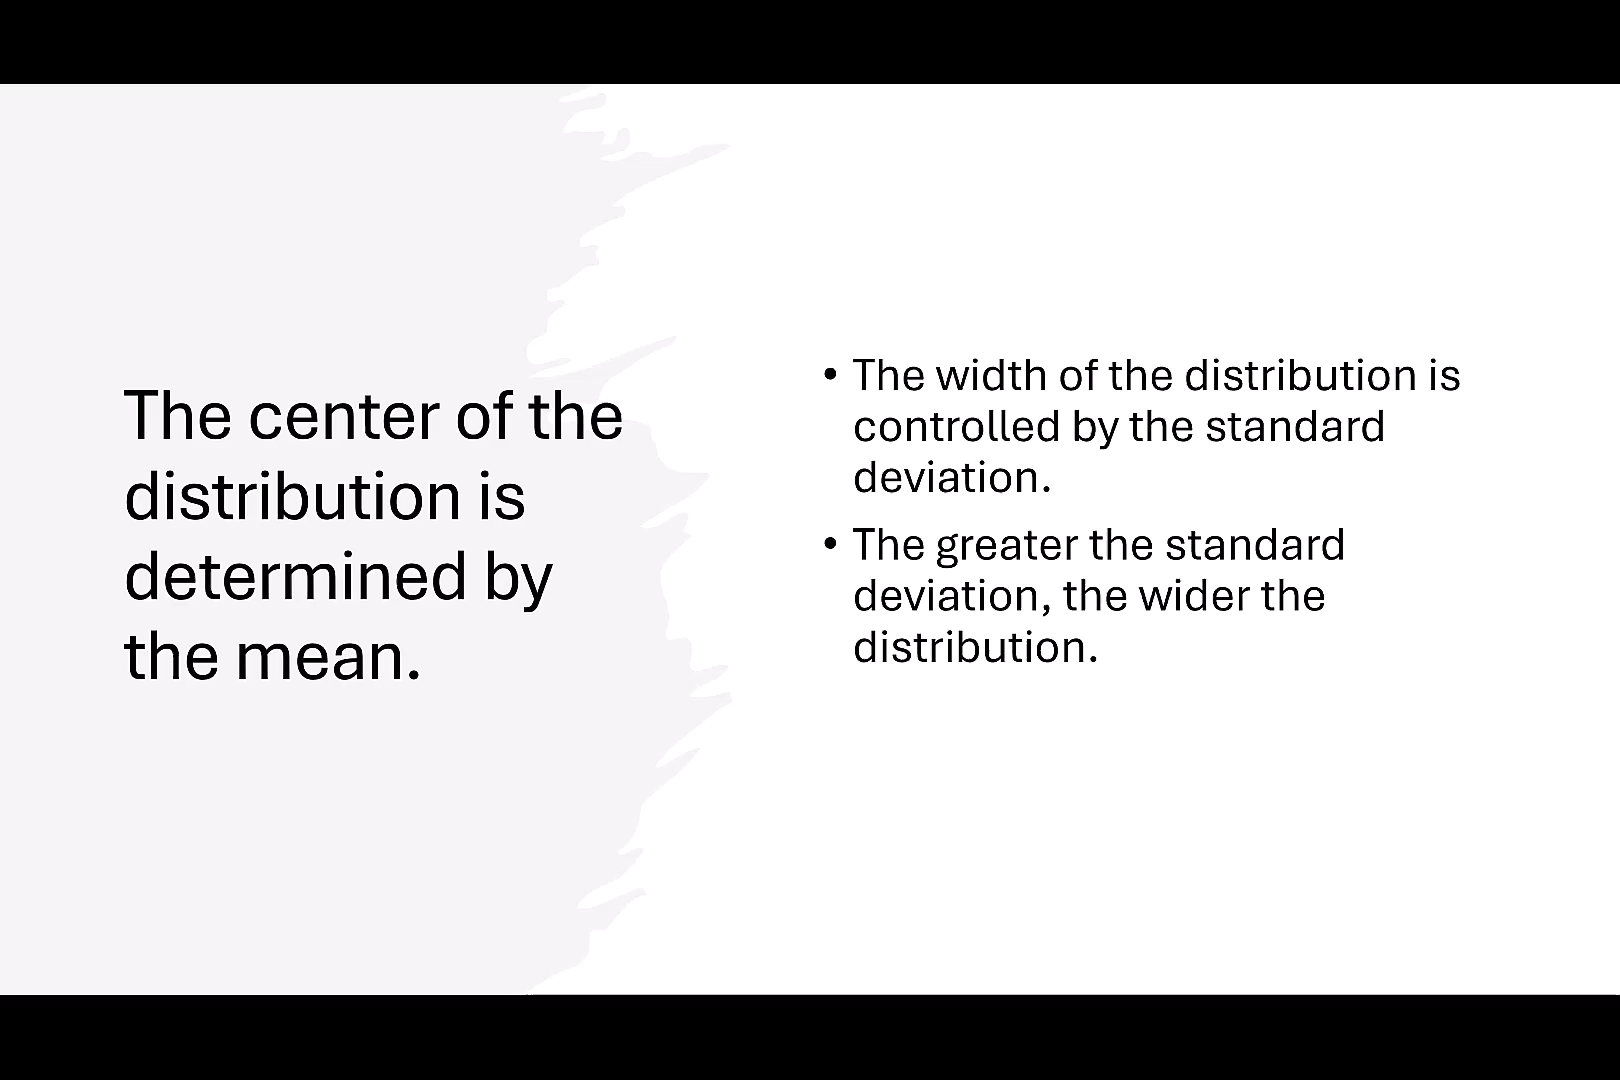 The center of the
distribution is
determined by
the mean.
• The width of the distribution is
controlled by the standard
deviation.
• The greater the standard
deviation, the wider the
distribution.